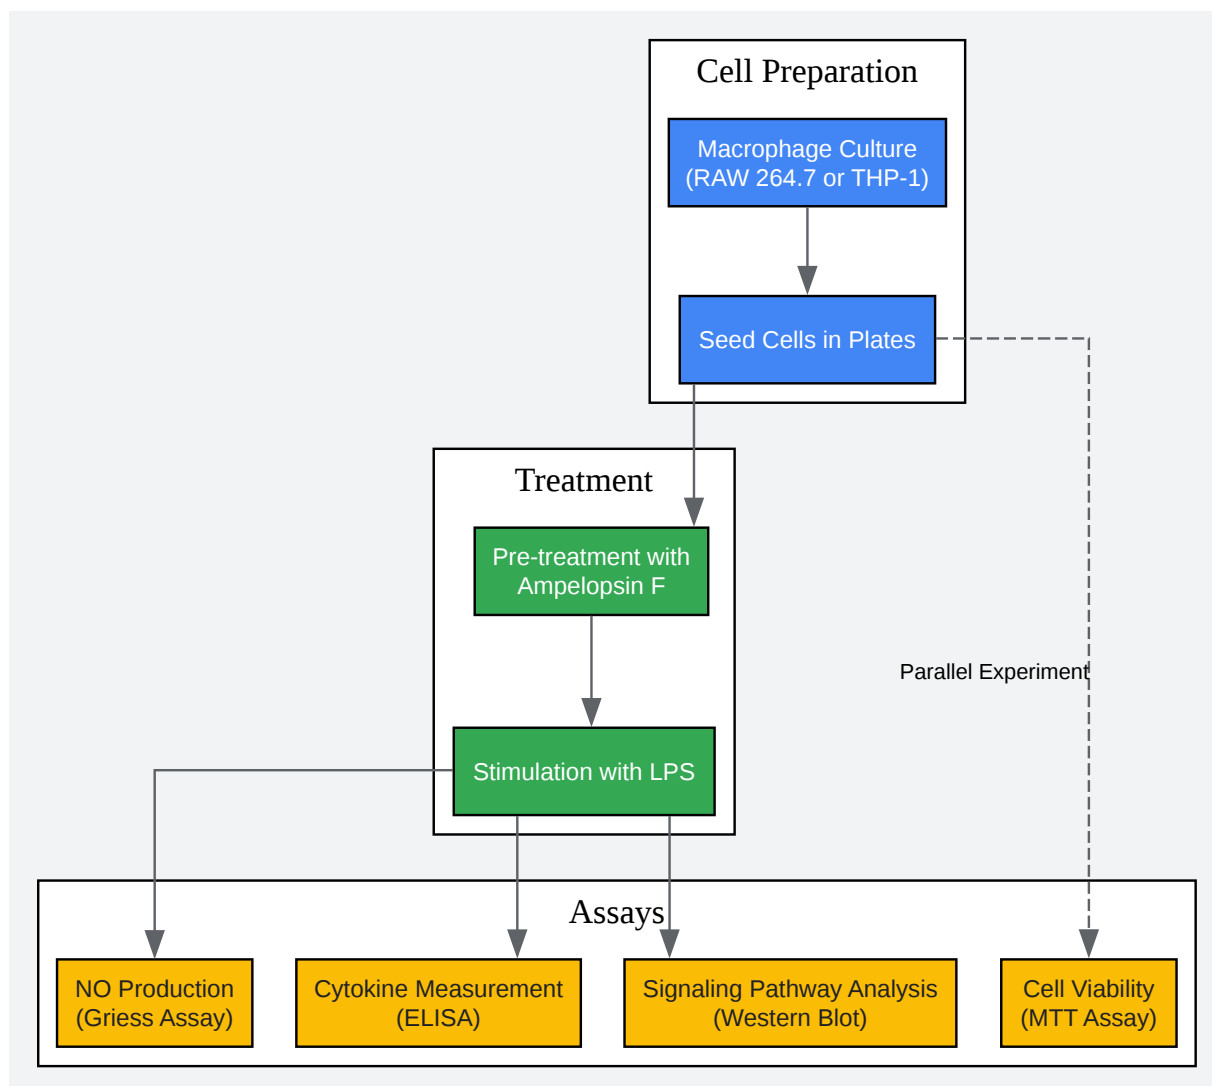 Cell Preparation
Macrophage Culture
(RAW 264.7 or THP-1)
Seed Cells in Plates
Treatment
Pre-treatment with
Ampelopsin F
Parallel Experiment
Stimulation with LPS
Assays
NO Production
(Griess Assay)
Cytokine Measurement
(ELISA)
Signaling Pathway Analysis
(Western Blot)
Cell Viability
(MTT Assay)